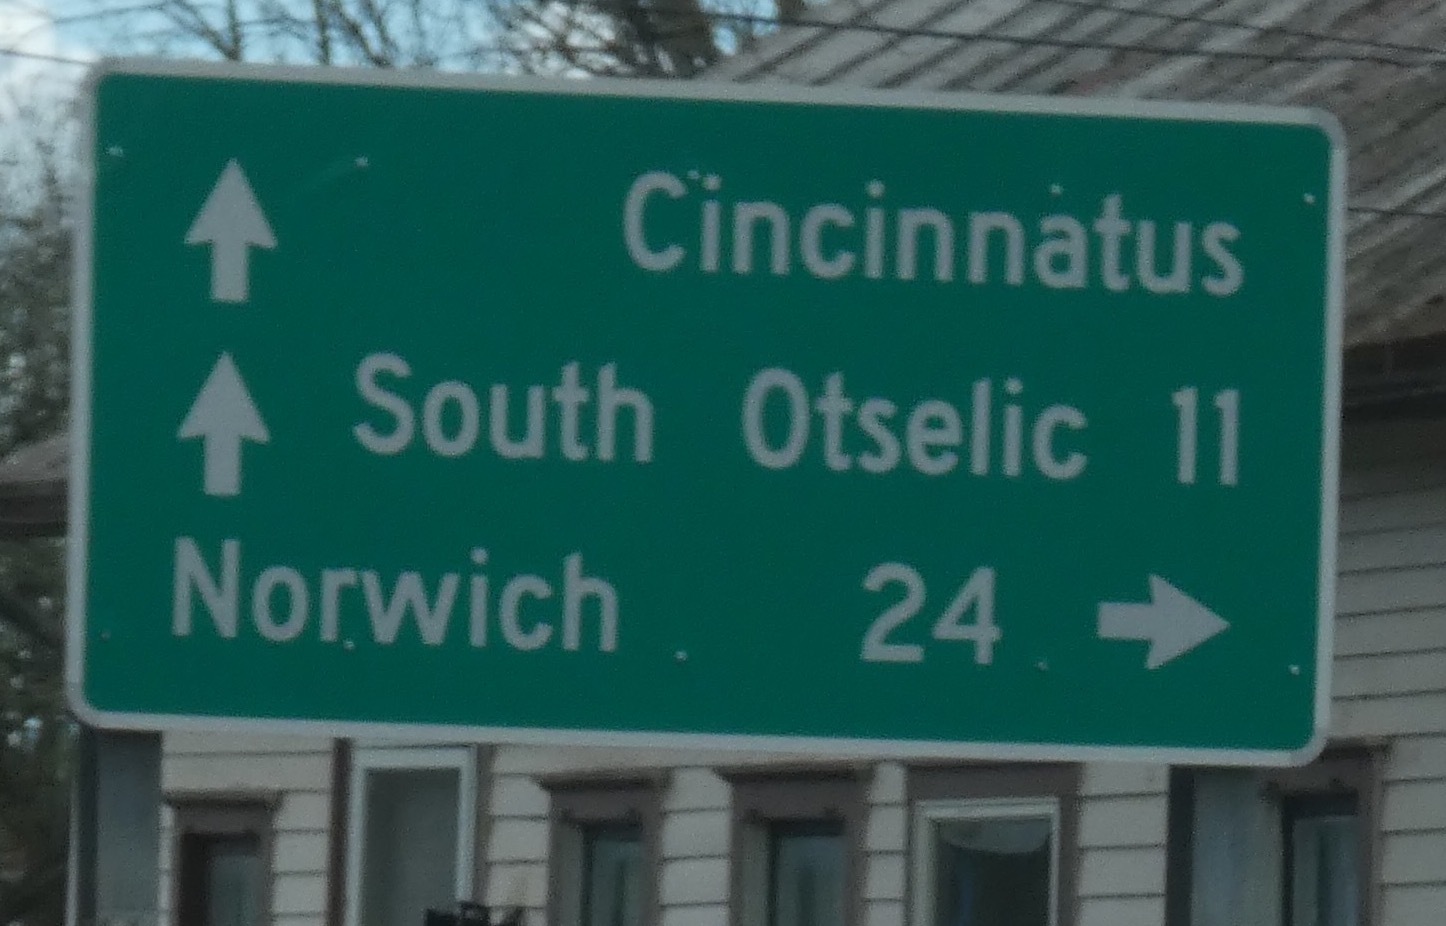 Cincinnatus
South Otselic 11
Norwich 24